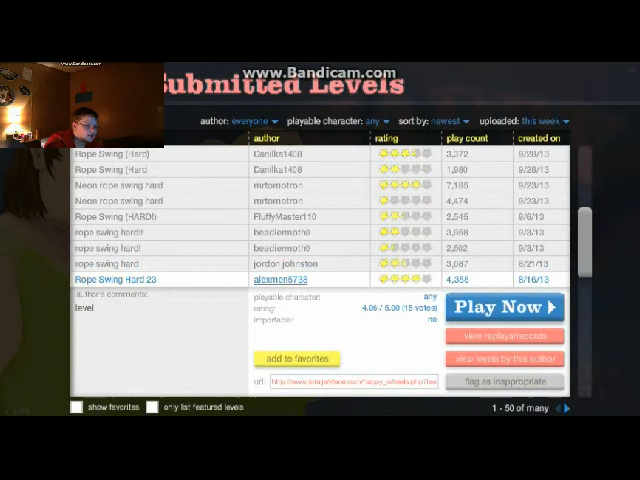 www.Bandicam.com
Submitted Levels
author: everyone playable character: any sort by: newest uploaded: this week
author rating play count created on
Rope Swing (Hard) Danilka1408 3,372 9/28/13
Rope Swing (Hard) Danilka1408 1,980 9/28/13
Neon rope swing hard mrtomotron 7,185 9/23/13
Neon rope swing hard mrtomotron 4,474 9/23/13
Rope Swing (HARD!) FluffyMaster110 2,545 9/6/13
rope swing hard!! beadiemoth0 3,968 9/3/13
rope swing hard! beadiemoth0 2,502 9/3/13
rope swing hard jordon johnston 3,087 8/21/13
Rope Swing Hard 23 alexmen5738 4,356 8/16/13
author's comments:
level
playable character: any
rating: 4.06 / 5.00 (15 votes)
importable: no
Play Now
view replays/records
add to favorites
view levels by this author
url:
flag as inappropriate
show favorites only list featured levels 1 - 50 of many